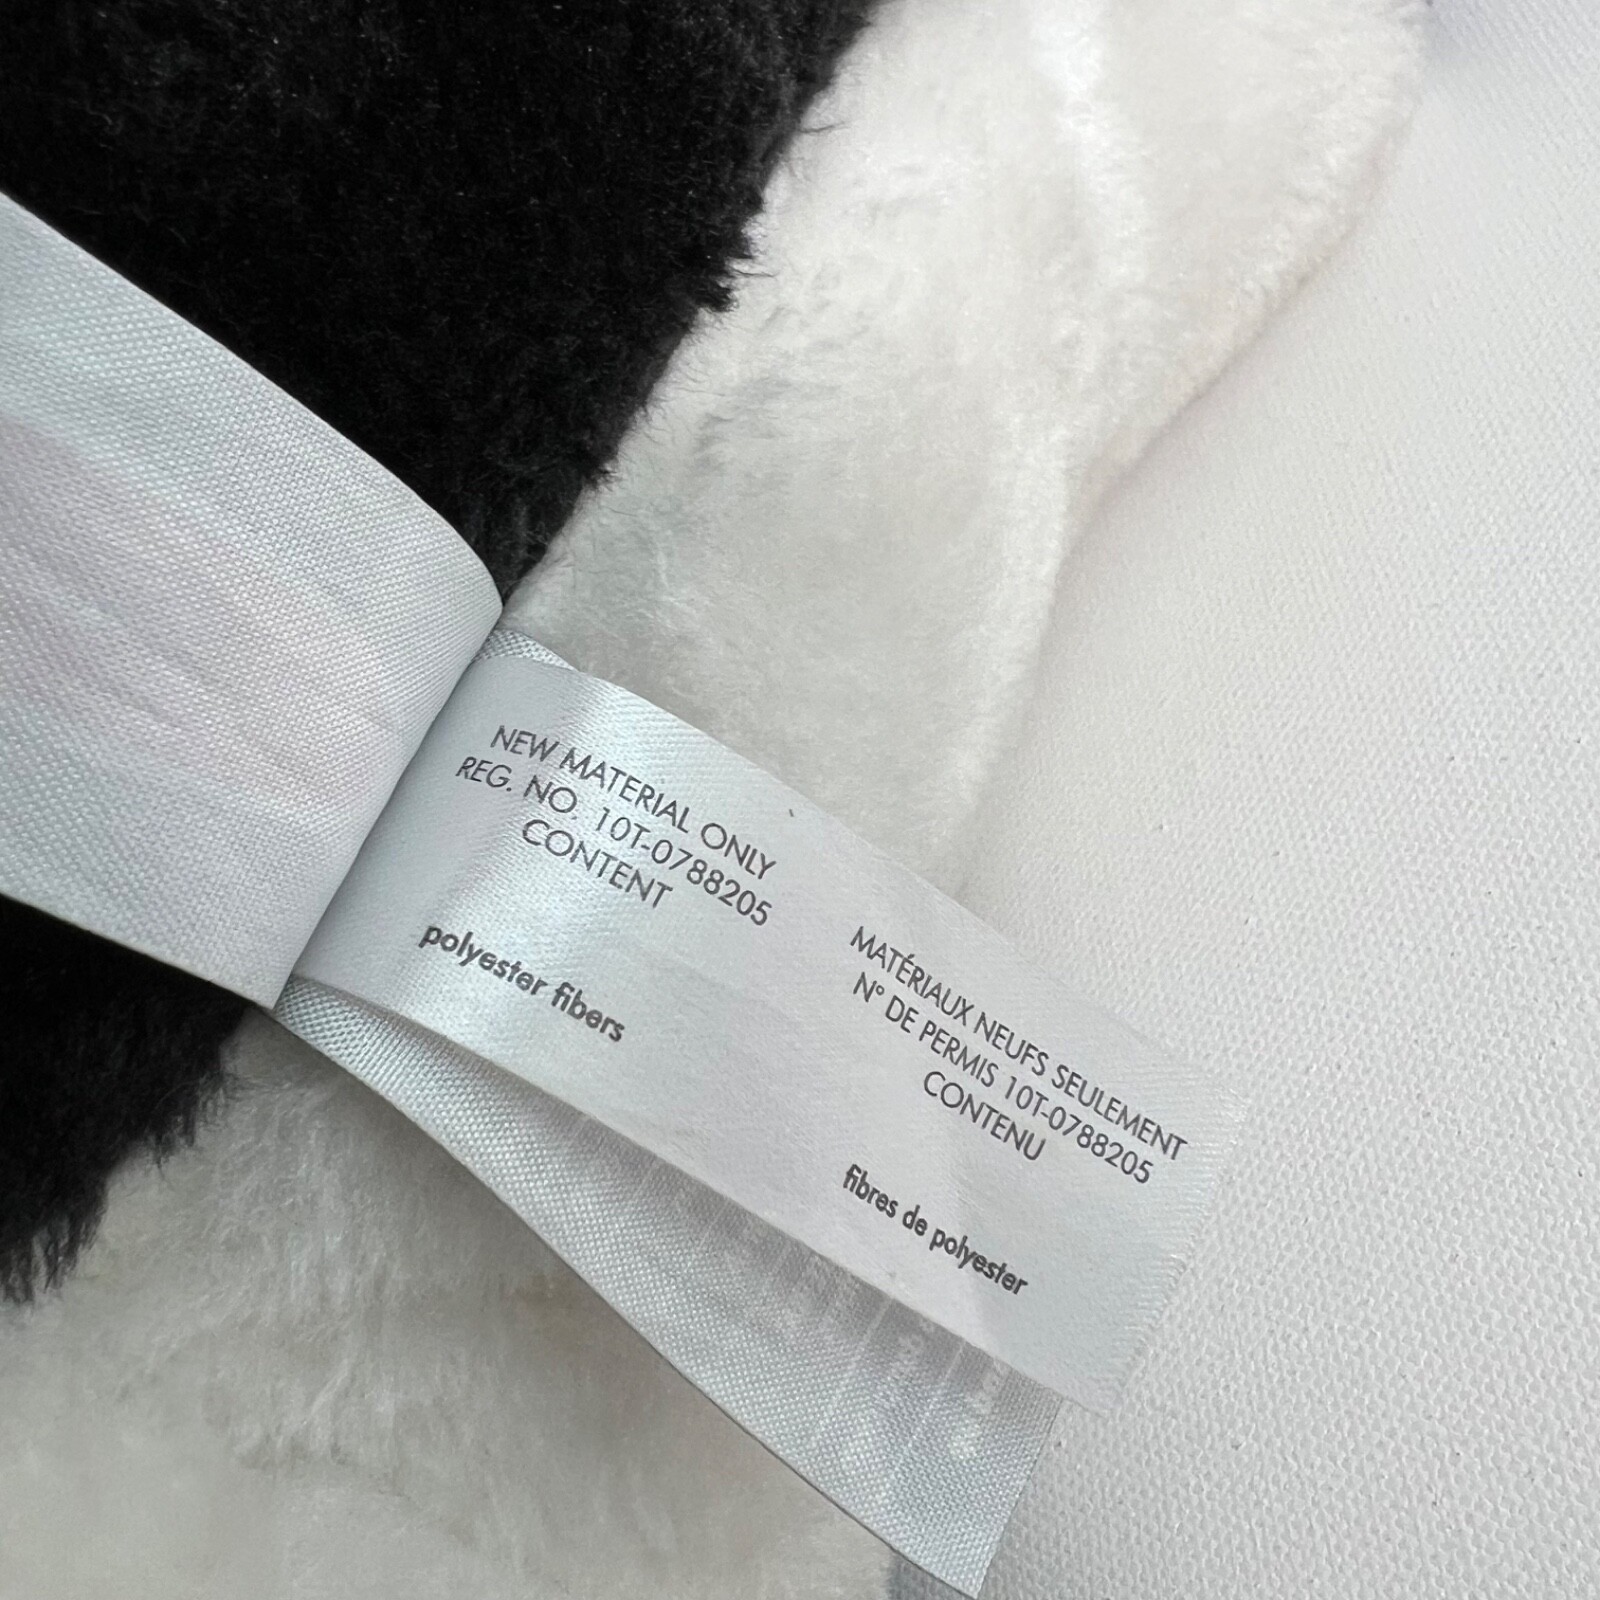 NEW MATERIAL ONLY
REG. NO. 10T-0788205
CONTENT
polyester fibers
MATÉRIAUX NEUFS SEULEMENT
N° DE PERMIS 10T-0788205
CONTENU
fibres de polyester